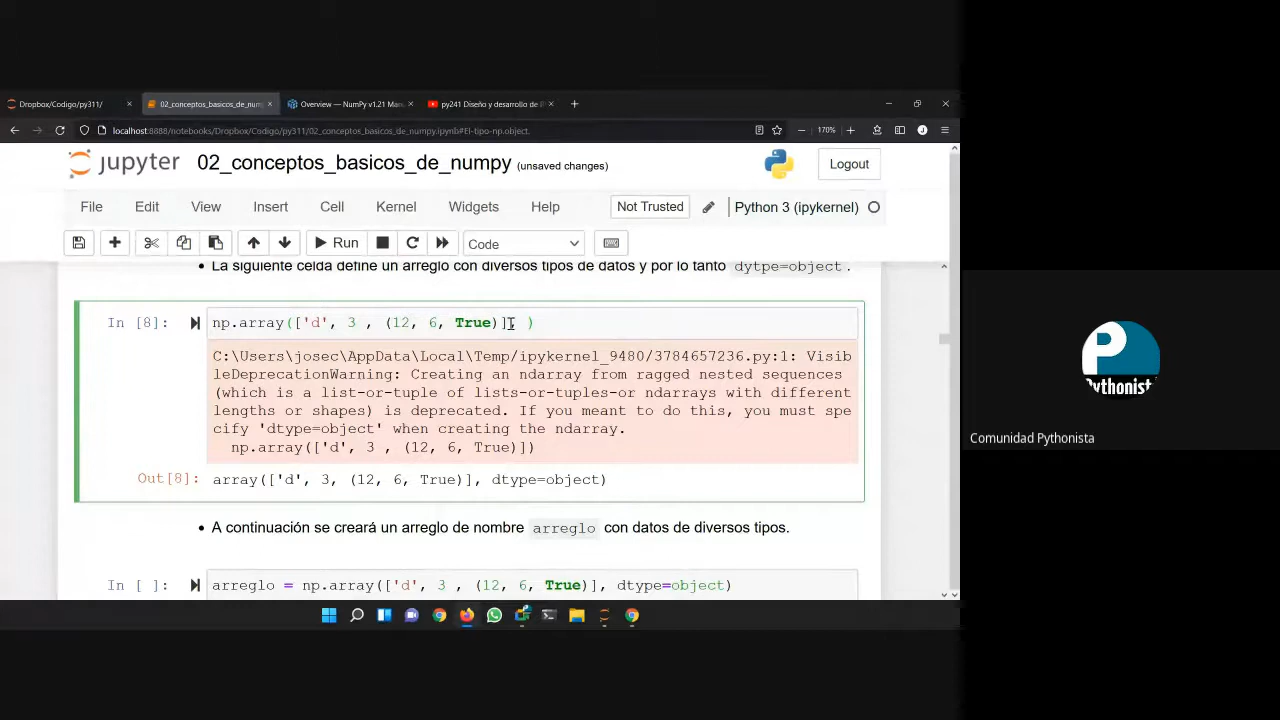 Dropbox/Codigo/py311/
02_conceptos_basicos_de_num
Overview — NumPy v1.21 Man
py241 Diseño y desarrollo de
localhost:8888/notebooks/Dropbox/Codigo/py311/02_conceptos_basicos_de_numpy.ipynb#El-tipo-np.object.
170%
J
jupyter 02_conceptos_basicos_de_numpy (unsaved changes)
Logout
File Edit View Insert Cell Kernel Widgets Help
Not Trusted
Python 3 (ipykernel)
Run
Code
La siguiente celda define un arreglo con diversos tipos de datos y por lo tanto dytpe=object.
In [8]: np.array(['d', 3 , (12, 6, True)], )
C:\Users\josec\AppData\Local\Temp/ipykernel_9480/3784657236.py:1: Visib
leDeprecationWarning: Creating an ndarray from ragged nested sequences
(which is a list-or-tuple of lists-or-tuples-or ndarrays with different
lengths or shapes) is deprecated. If you meant to do this, you must spe
cify 'dtype=object' when creating the ndarray.
np.array(['d', 3 , (12, 6, True)])
Out[8]: array(['d', 3, (12, 6, True)], dtype=object)
A continuación se creará un arreglo de nombre arreglo con datos de diversos tipos.
In [ ]: arreglo = np.array(['d', 3 , (12, 6, True)], dtype=object)
Pythonist
Comunidad Pythonista